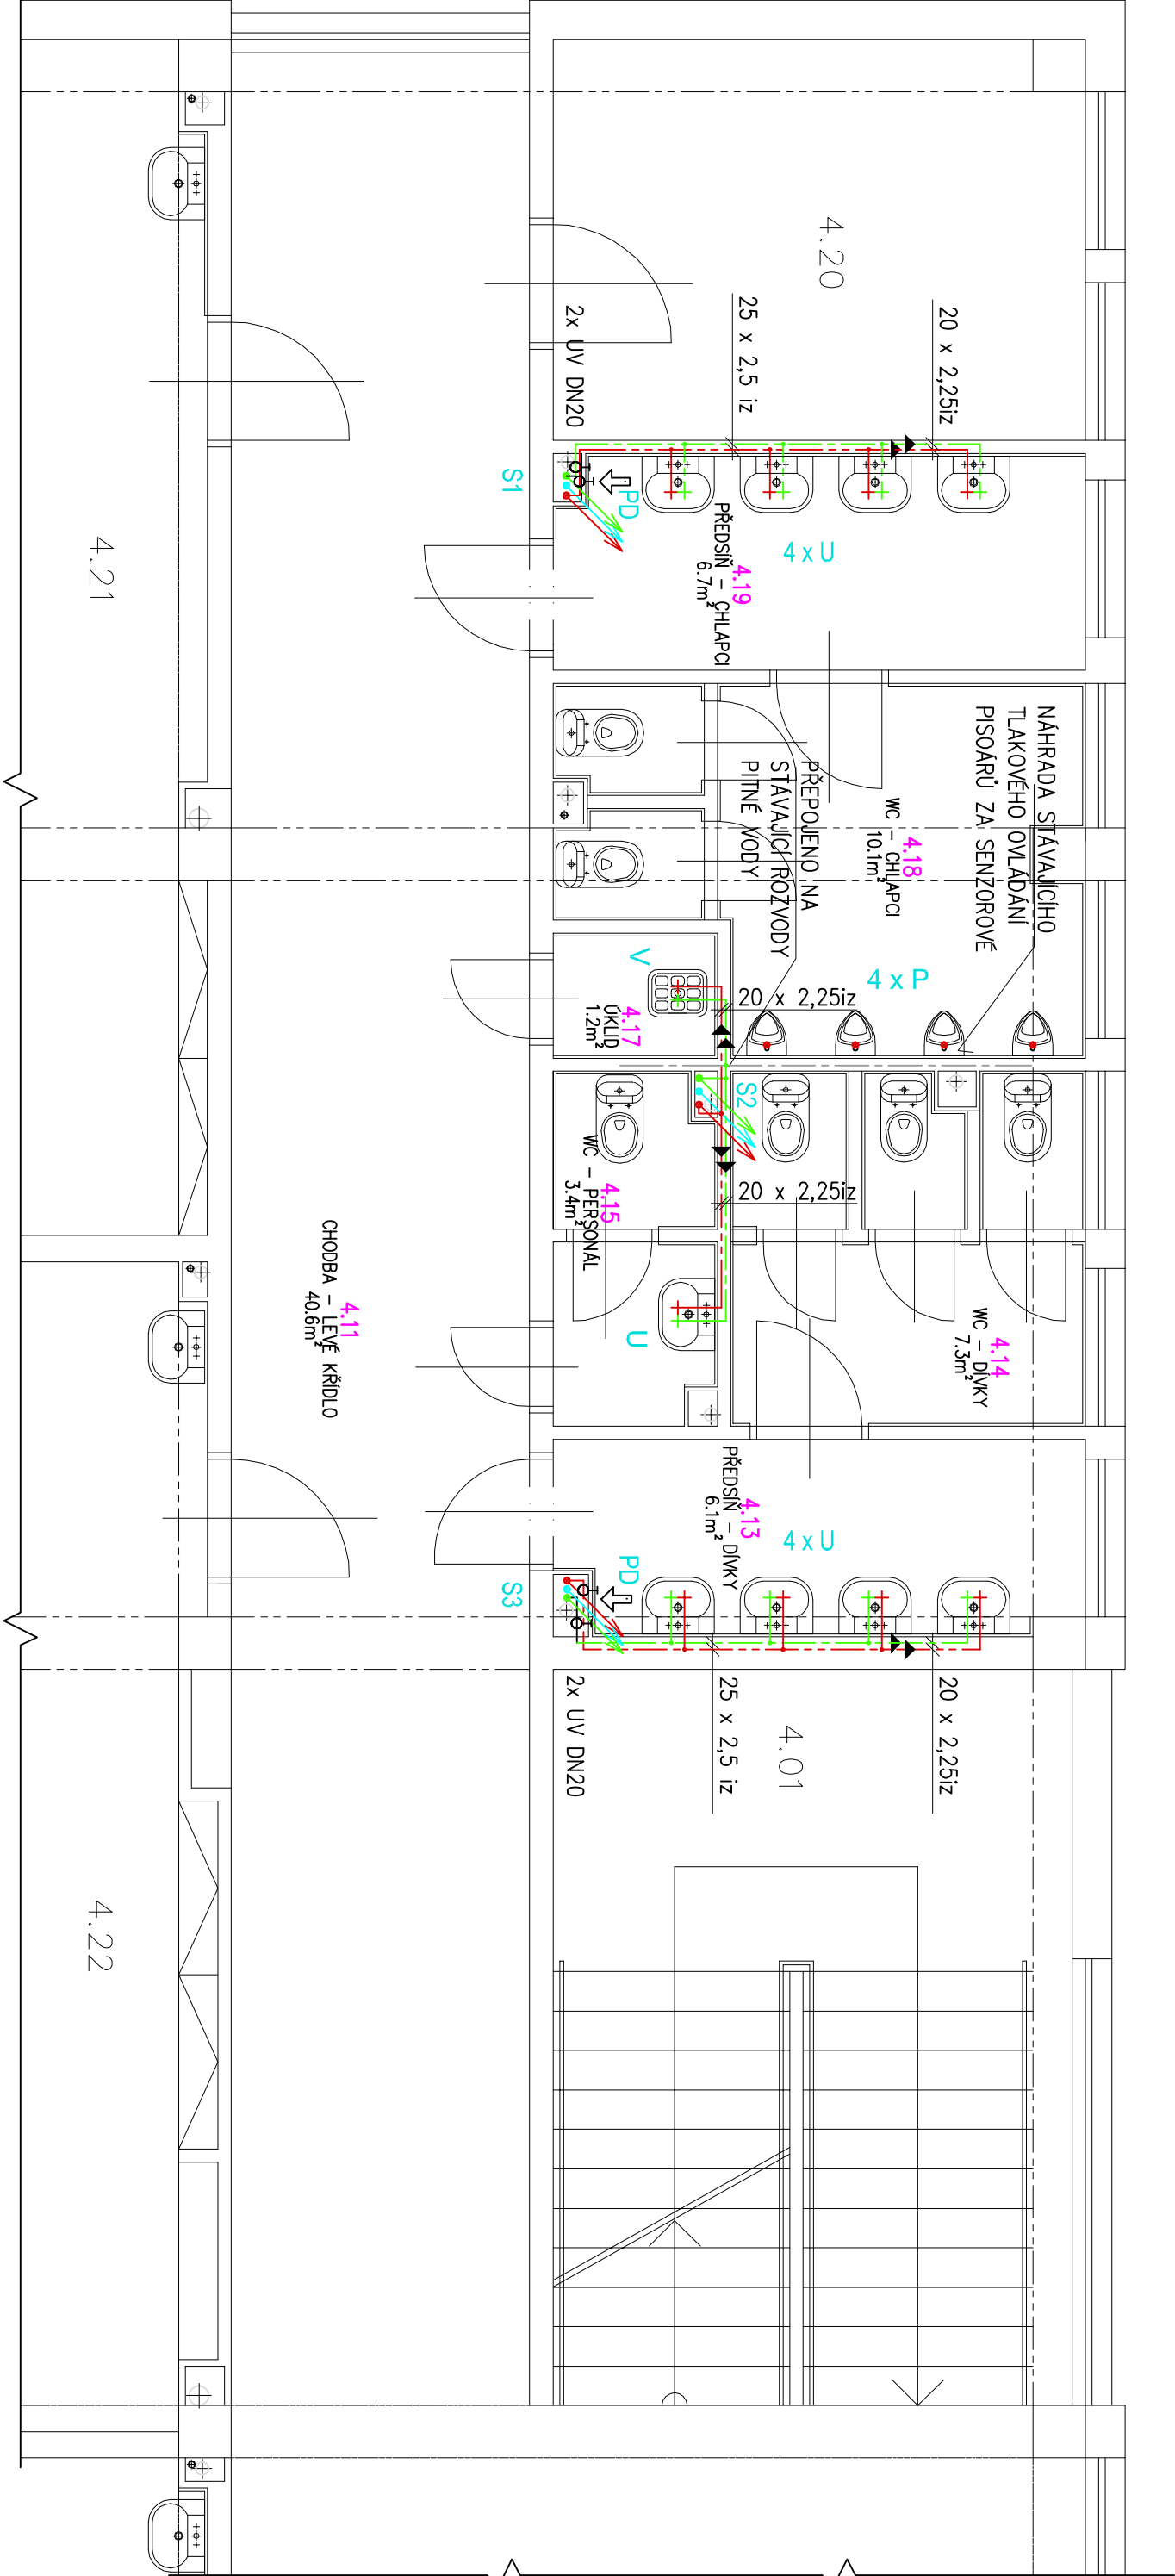 4.20
20 x 2,25iz
25 x 2,5 iz
2x UV DN20
S1
PD
4 x U
4.19
PŘEDSÍŇ - CHLAPCI
6.7m²
4.21
NÁHRADA STÁVAJÍCÍHO
TLAKOVÉHO OVLÁDÁNÍ
PISOÁRŮ ZA SENZOROVÉ
4.18
WC - CHLAPCI
10.1m²
PŘEPOJENO NA
STÁVAJÍCÍ ROZVODY
PITNÉ VODY
4 x P
V
20 x 2,25iz
4.17
ÚKLID
1.2m²
S2
4.15
WC - PERSONÁL
3.4m²
20 x 2,25iz
U
4.11
CHODBA - LEVÉ KŘÍDLO
40.6m²
4.14
WC - DÍVKY
7.3m²
4.13
PŘEDSÍŇ - DÍVKY
6.1m²
4 x U
PD
S3
20 x 2,25iz
25 x 2,5 iz
2x UV DN20
4.01
4.22